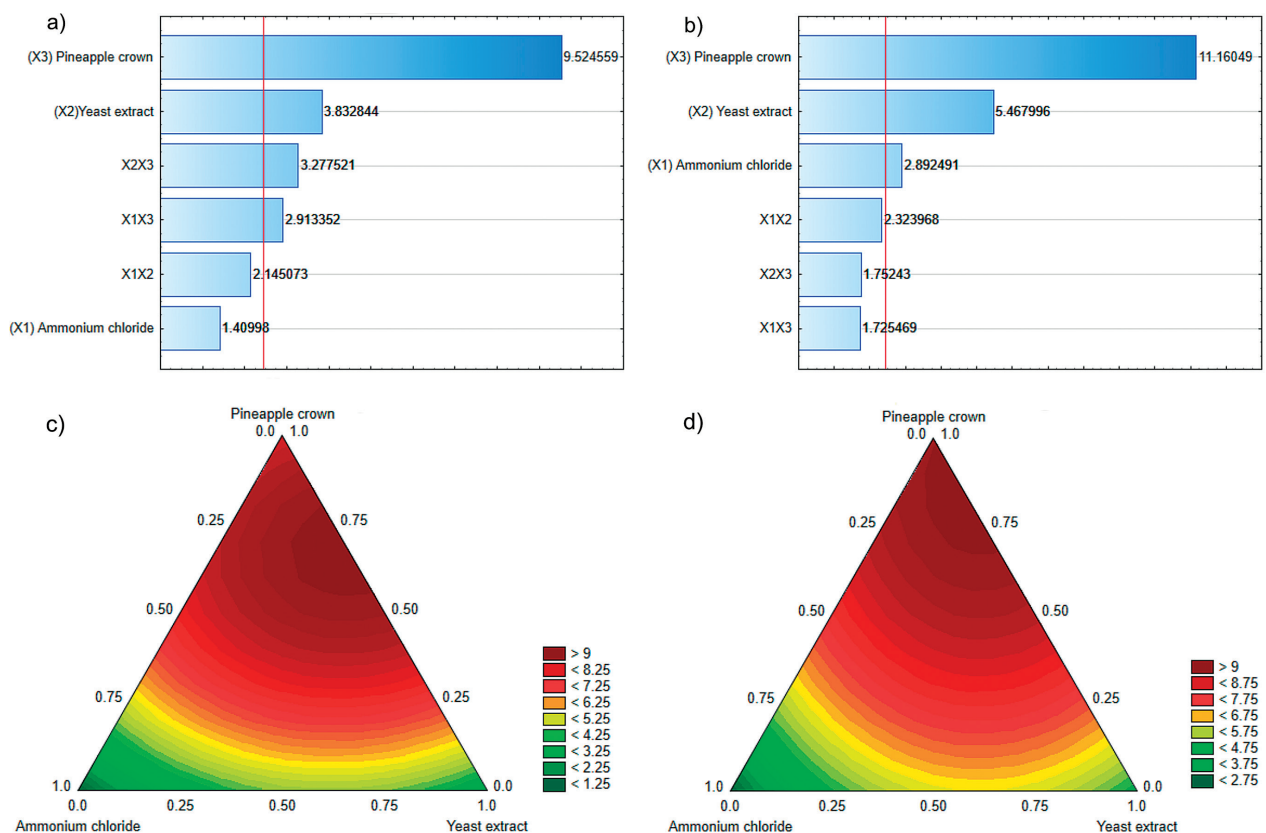 a)
(X3) Pineapple crown
9.524559
(X2)Yeast extract
3.832844
X2X3
3.277521
X1X3
2.913352
X1X2
2.145073
(X1) Ammonium chloride
1.40998
b)
(X3) Pineapple crown
11.16049
(X2) Yeast extract
5.467996
(X1) Ammonium chloride
2.892491
X1X2
2.323968
X2X3
1.75243
X1X3
1.725469
c)
Pineapple crown
0.0 1.0
0.25 0.75
0.50 0.50
0.75 0.25
1.0 0.0
0.0 0.25 0.50 0.75 1.0
Ammonium chloride Yeast extract
> 9
< 8.25
< 7.25
< 6.25
< 5.25
< 4.25
< 3.25
< 2.25
< 1.25
d)
Pineapple crown
0.0 1.0
0.25 0.75
0.50 0.50
0.75 0.25
1.0 0.0
0.0 0.25 0.50 0.75 1.0
Ammonium chloride Yeast extract
> 9
< 8.75
< 7.75
< 6.75
< 5.75
< 4.75
< 3.75
< 2.75